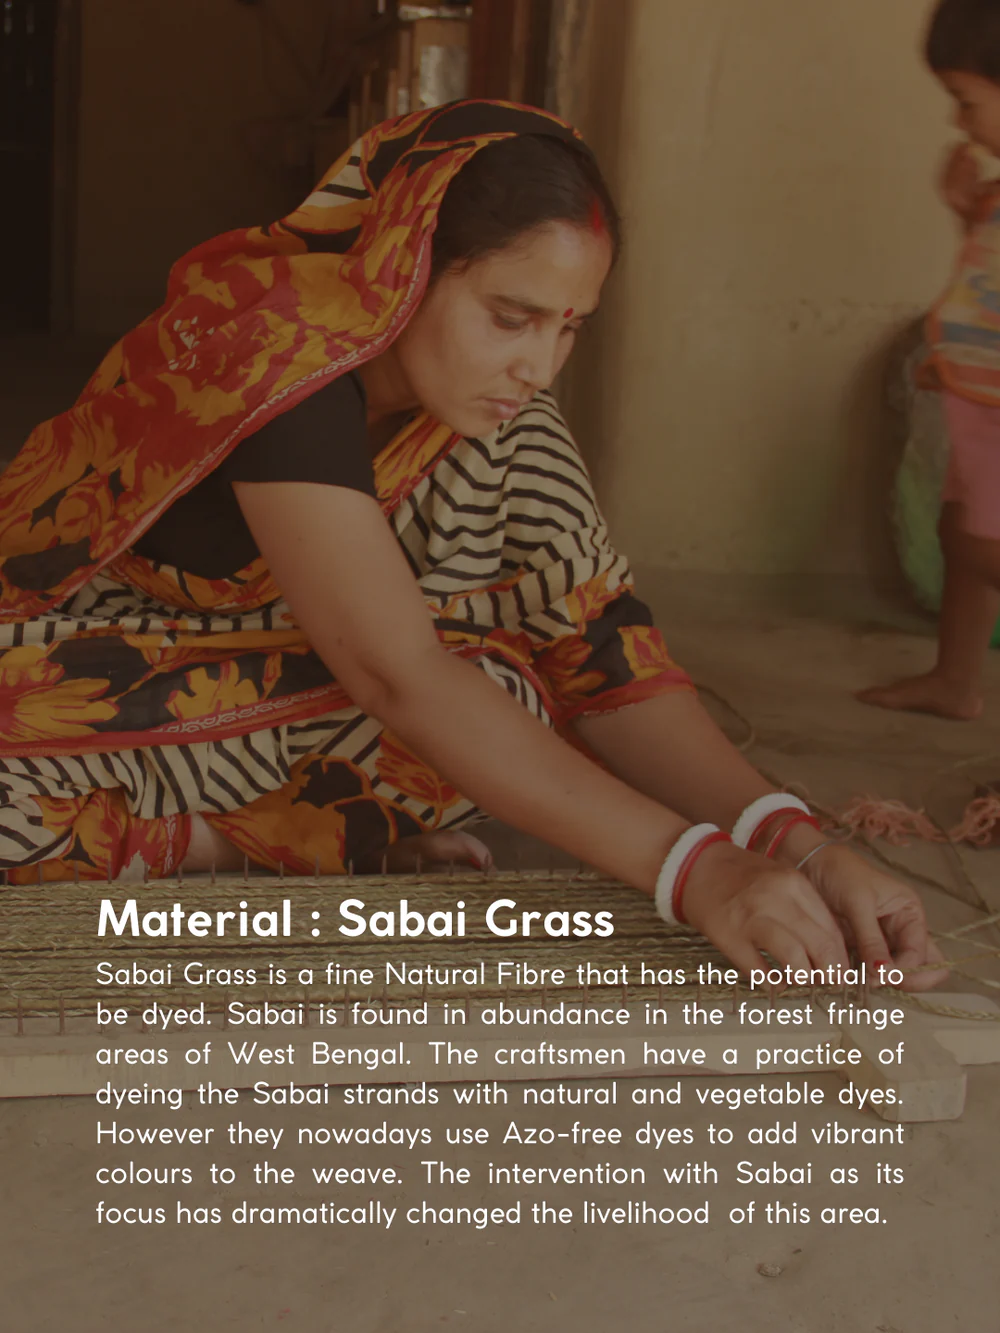 Material : Sabai Grass
Sabai Grass is a fine Natural Fibre that has the potential to
be dyed. Sabai is found in abundance in the forest fringe
areas of West Bengal. The craftsmen have a practice of
dyeing the Sabai strands with natural and vegetable dyes.
However they nowadays use Azo-free dyes to add vibrant
colours to the weave. The intervention with Sabai as its
focus has dramatically changed the livelihood  of this area.